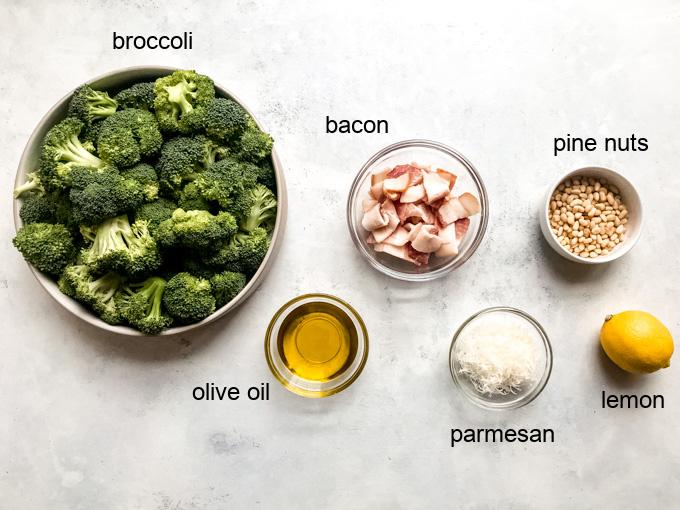 broccoli
bacon
pine nuts
olive oil
parmesan
lemon